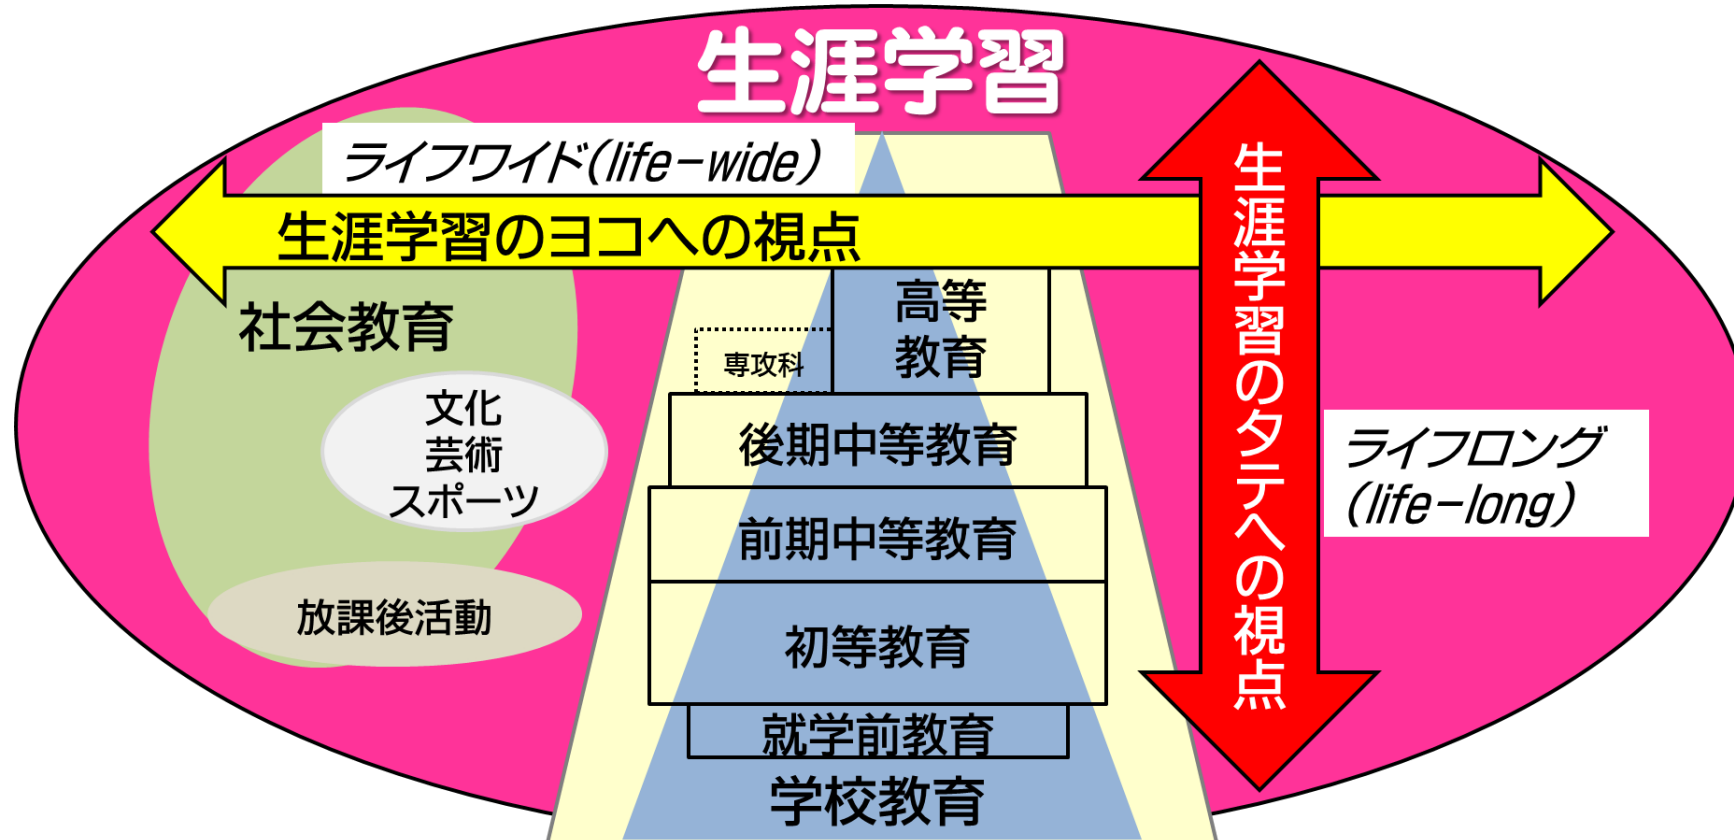 生涯学習
ライフワイド(life-wide)
生涯学習のヨコへの視点
生涯学習のタテへの視点
ライフロング
(life-long)
社会教育
文化
芸術
スポーツ
放課後活動
高等
教育
専攻科
後期中等教育
前期中等教育
初等教育
就学前教育
学校教育